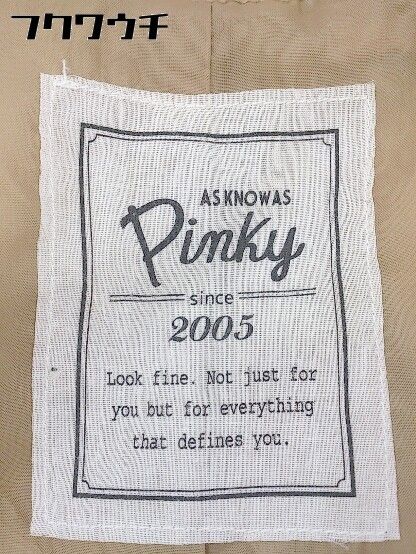 フクワウチ
ASKNOWAS
Pinky
since
2005
Look fine. Not just for
you but for everything
that defines you.